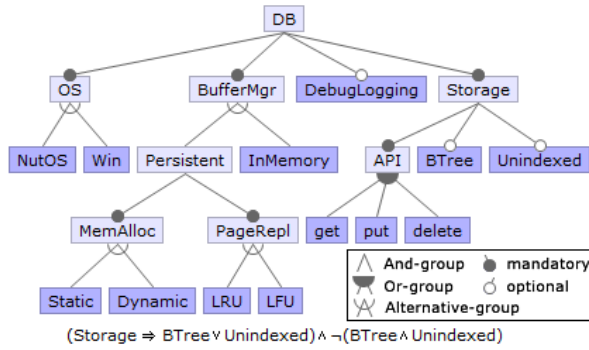 DB
OS BufferMgr DebugLogging Storage
NutOS Win Persistent InMemory API BTree Unindexed
MemAlloc PageRepl get put delete
Static Dynamic LRU LFU
And-group mandatory
Or-group optional
Alternative-group
(Storage ⇒ BTree ∨ Unindexed) ∧ ¬(BTree ∧ Unindexed)